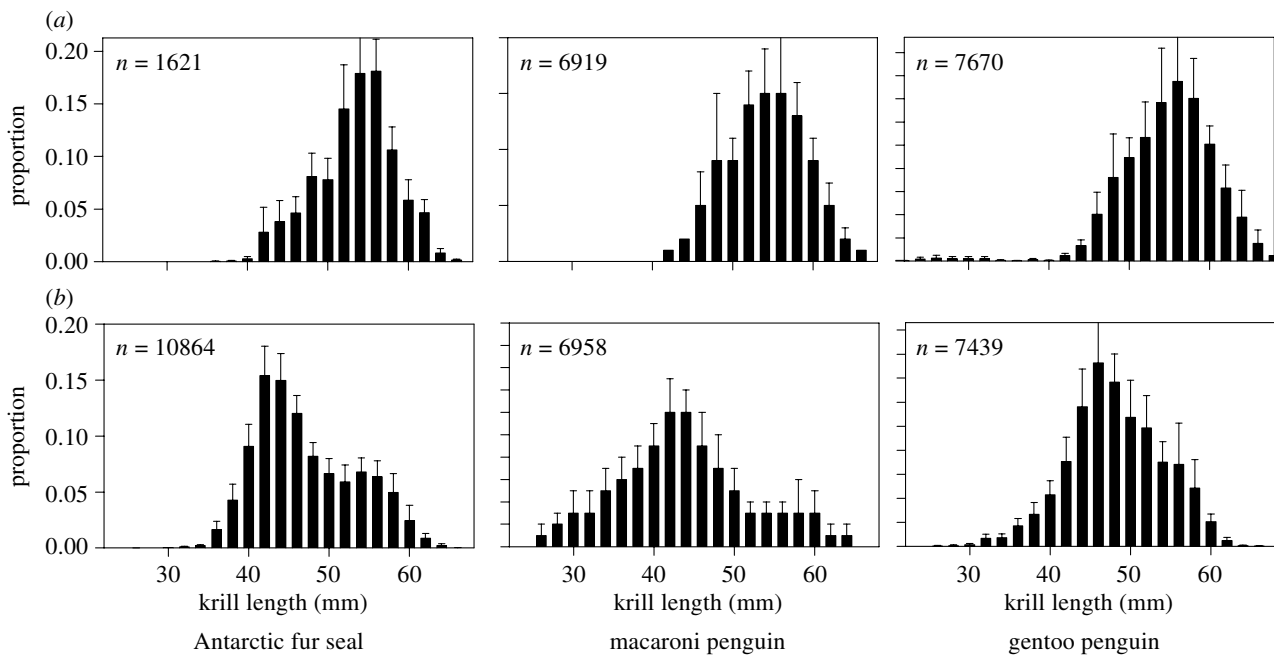 (a)
n = 1621
n = 6919
n = 7670
0.20
0.15
0.10
0.05
0.00
proportion
(b)
n = 10864
n = 6958
n = 7439
0.20
0.15
0.10
0.05
0.00
proportion
30 40 50 60
30 40 50 60
30 40 50 60
krill length (mm)
krill length (mm)
krill length (mm)
Antarctic fur seal
macaroni penguin
gentoo penguin